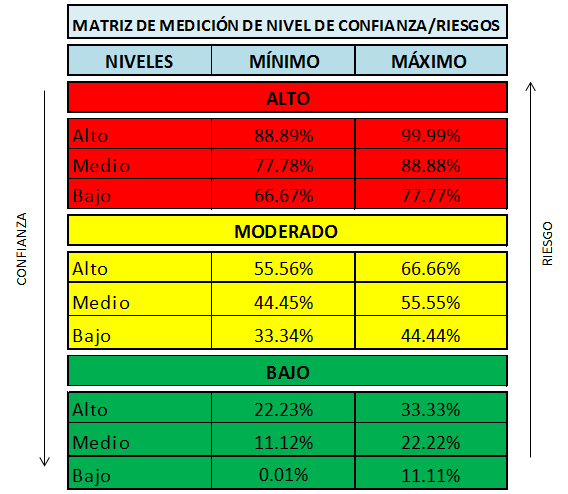 MATRIZ DE MEDICIÓN DE NIVEL DE CONFIANZA/RIESGOS
NIVELES MÍNIMO MÁXIMO
ALTO
Alto 88.89% 99.99%
Medio 77.78% 88.88%
Bajo 66.67% 77.77%
MODERADO
Alto 55.56% 66.66%
Medio 44.45% 55.55%
Bajo 33.34% 44.44%
BAJO
Alto 22.23% 33.33%
Medio 11.12% 22.22%
Bajo 0.01% 11.11%
CONFIANZA
RIESGO